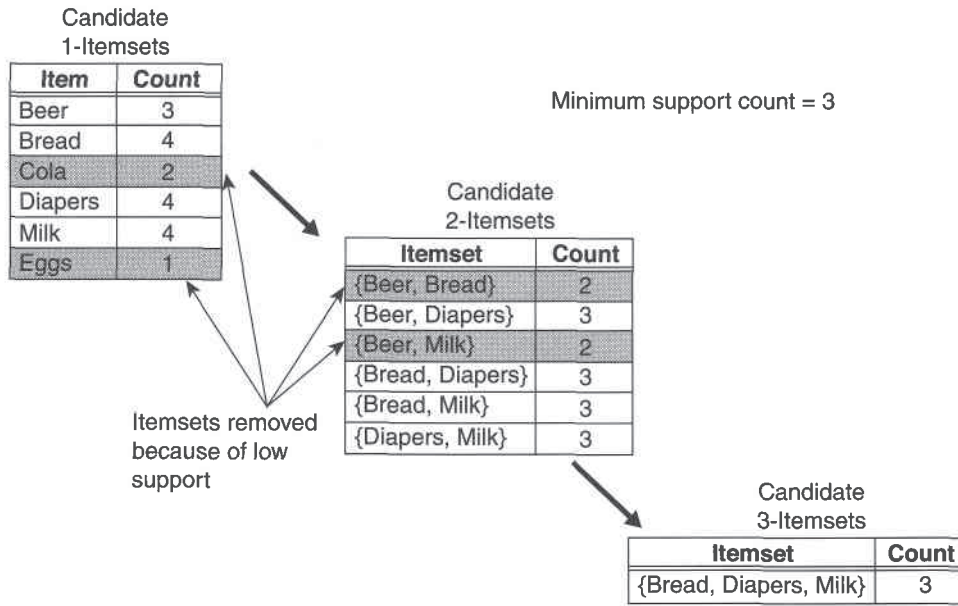 Candidate
1-Itemsets
Item Count
Beer 3
Bread 4
Cola 2
Diapers 4
Milk 4
Eggs 1
Minimum support count = 3
Candidate
2-Itemsets
Itemset Count
{Beer, Bread} 2
{Beer, Diapers} 3
{Beer, Milk} 2
{Bread, Diapers} 3
{Bread, Milk} 3
{Diapers, Milk} 3
Itemsets removed
because of low
support
Candidate
3-Itemsets
Itemset Count
{Bread, Diapers, Milk} 3